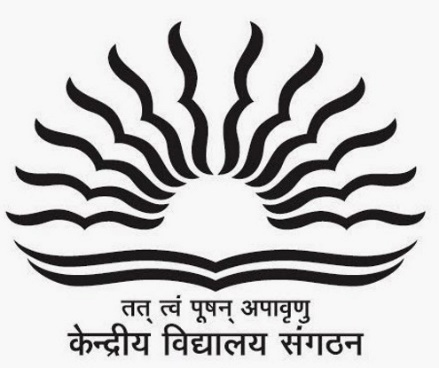 तत् त्वं पूषन् अपावृणु
केन्द्रीय विद्यालय संगठन